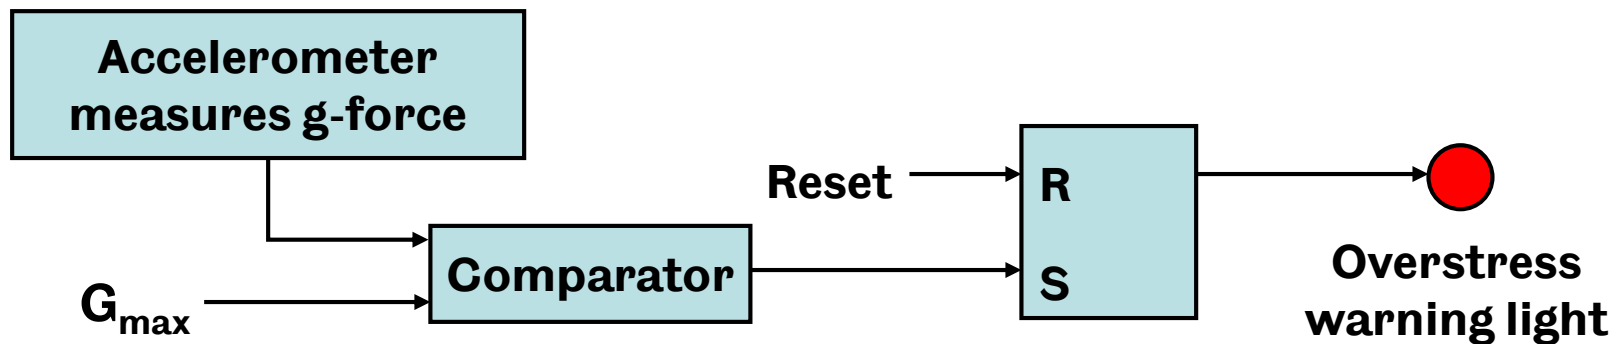 Accelerometer
measures g-force
Reset
R
Comparator
S
Gmax
Overstress
warning light